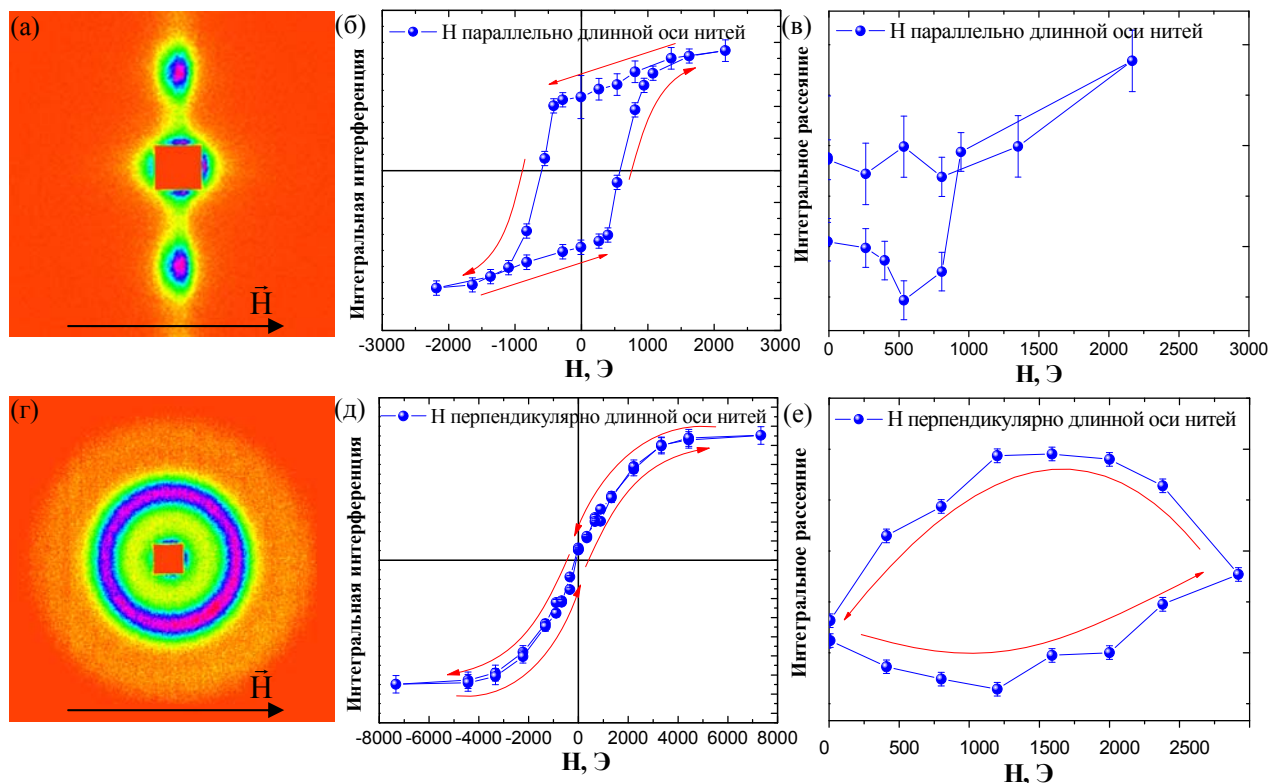 (а)
H
(б)
Интегральная интерференция
H параллельно длинной оси нитей
-3000 -2000 -1000 0 1000 2000 3000
H, Э
(в)
Интегральное рассеяние
H параллельно длинной оси нитей
0 500 1000 1500 2000 2500 3000
H, Э
(г)
H
(д)
Интегральная интерференция
H перпендикулярно длинной оси нитей
-8000 -6000 -4000 -2000 0 2000 4000 6000 8000
H, Э
(е)
Интегральное рассеяние
H перпендикулярно длинной оси нитей
0 500 1000 1500 2000 2500
H, Э